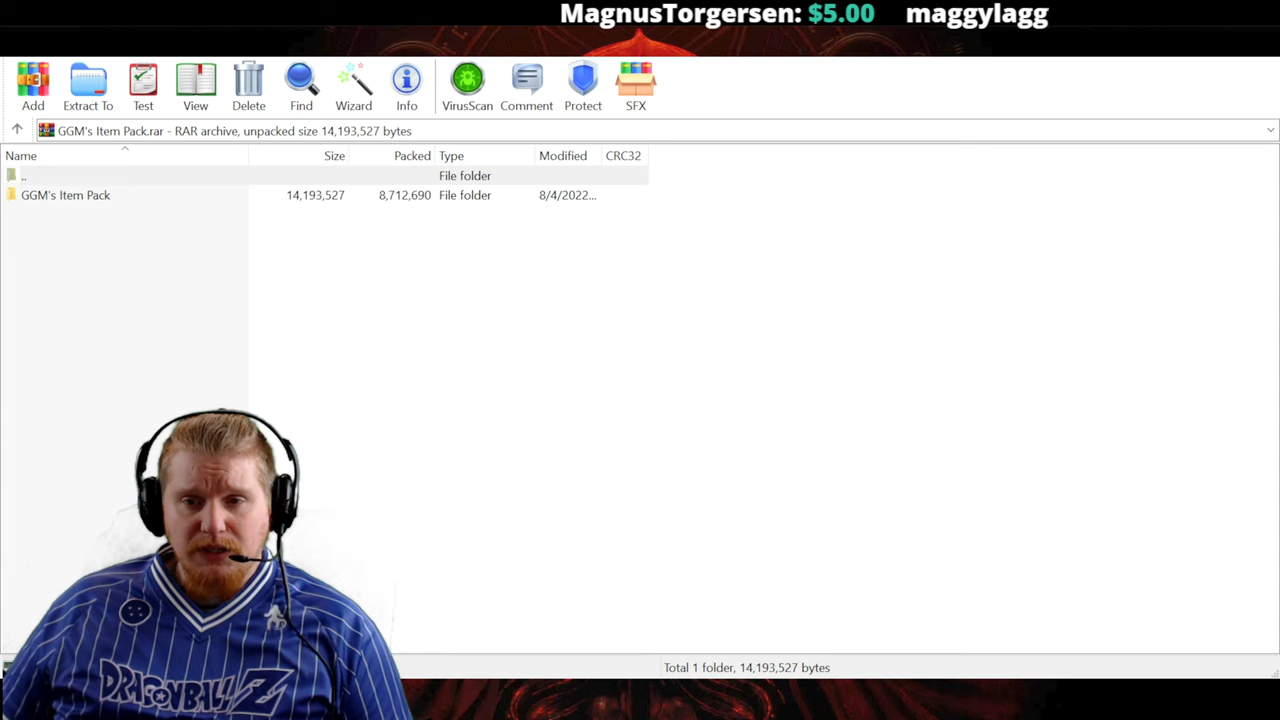 MagnusTorgersen: $5.00 maggylagg
Add Extract To Test View Delete Find Wizard Info VirusScan Comment Protect SFX
GGM's Item Pack.rar - RAR archive, unpacked size 14,193,527 bytes
Name Size Packed Type Modified CRC32
.. File folder
GGM's Item Pack 14,193,527 8,712,690 File folder 8/4/2022...
DRAGONBALL Z
Total 1 folder, 14,193,527 bytes